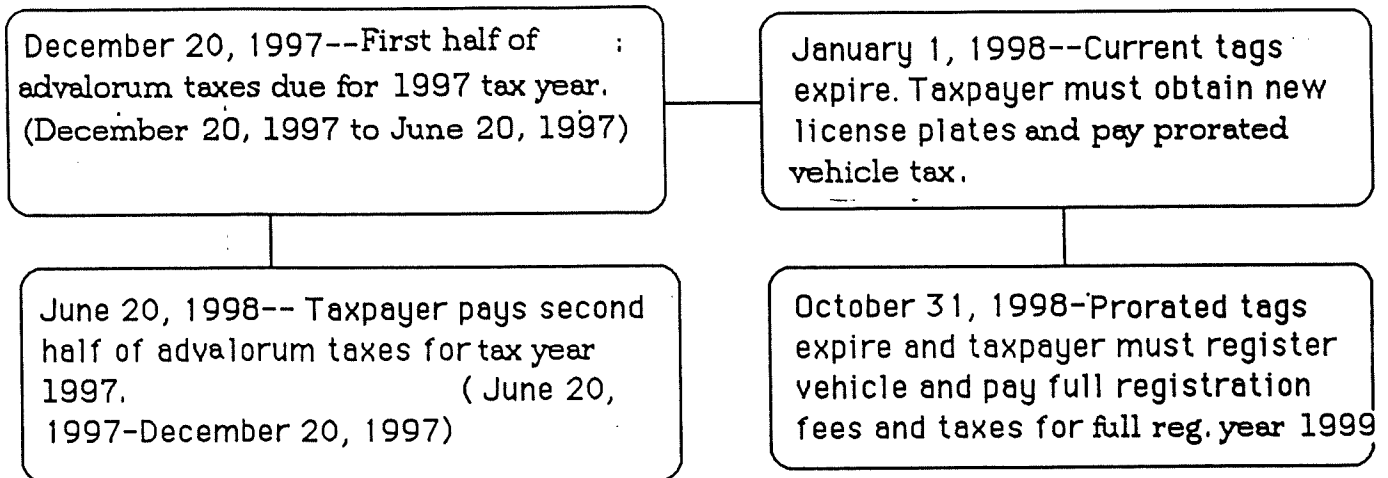 December 20, 1997--First half of
advalorum taxes due for 1997 tax year.
(December 20, 1997 to June 20, 1997)
January 1, 1998--Current tags
expire. Taxpayer must obtain new
license plates and pay prorated
vehicle tax.
June 20, 1998-- Taxpayer pays second
half of advalorum taxes for tax year
1997. ( June 20,
1997-December 20, 1997)
October 31, 1998-Prorated tags
expire and taxpayer must register
vehicle and pay full registration
fees and taxes for full reg. year 1999